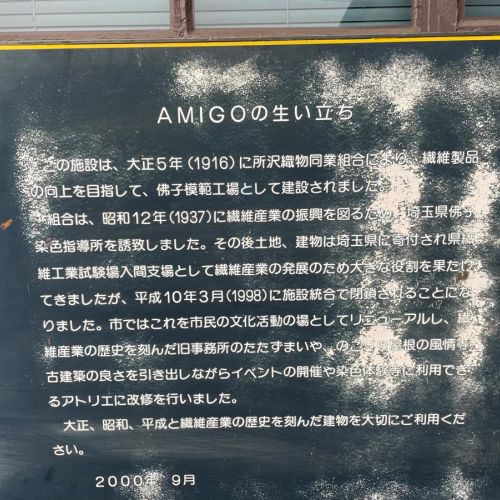 AMIGOの生い立ち
この施設は、大正5年(1916)に所沢織物同業組合により、繊維製品
の向上を目指して、佛子模範工場として建設されました
組合は、昭和12年(1937)に繊維産業の振興を図るため、埼玉県佛子
染色指導所を誘致しました。その後土地、建物は埼玉県に寄付され県繊
維工業試験場入間支場として繊維産業の発展のため大きな役割を果たし
てきましたが、平成10年3月(1998)に施設統合で閉鎖されることにな
りました。市ではこれを市民の文化活動の場としてリニューアルし、繊
維産業の歴史を刻んだ旧事務所のたたずまいや、のこぎり屋根の風情等
古建築の良さを引き出しながらイベントの開催や染色体験等に利用でき
るアトリエに改修を行いました。
大正、昭和、平成と繊維産業の歴史を刻んだ建物を大切にご利用くだ
さい。
2000年 9月